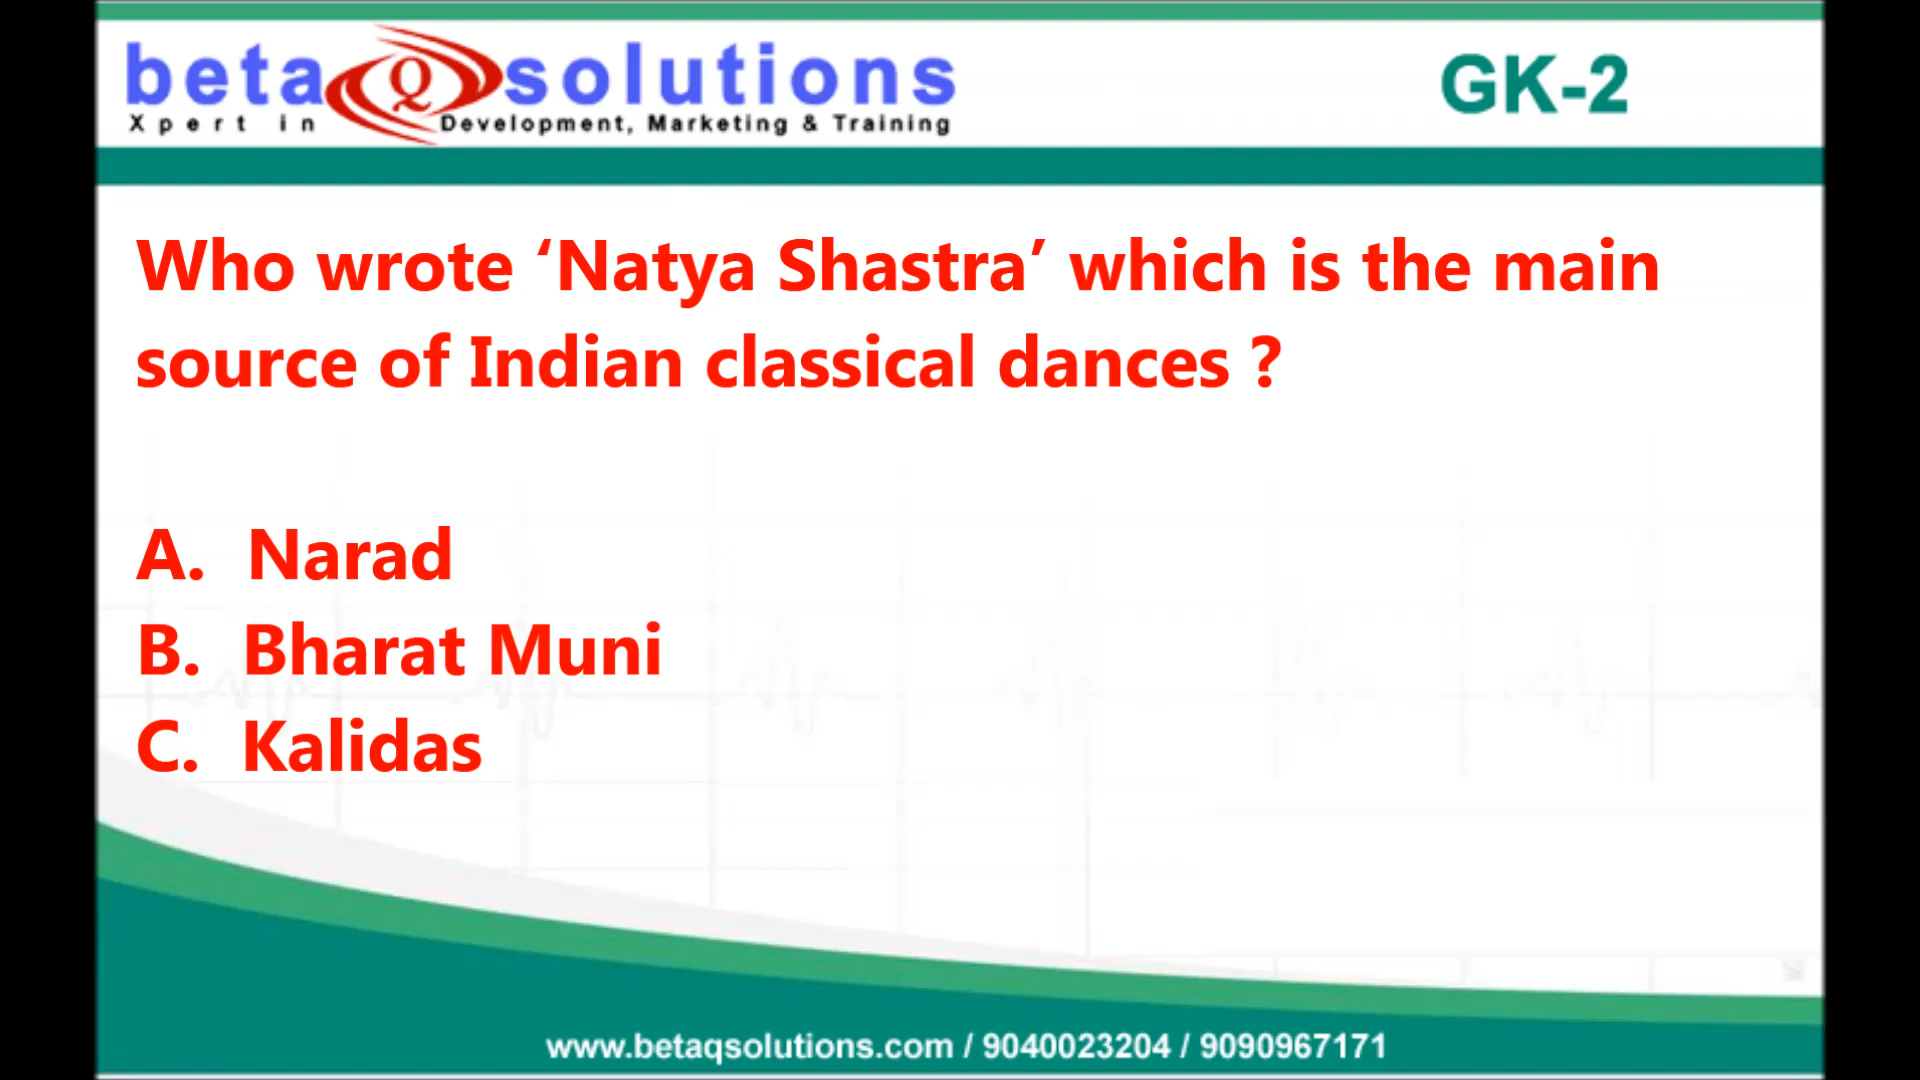 beta Q solutions
Xpert in Development, Marketing & Training
GK-2
Who wrote ‘Natya Shastra’ which is the main
source of Indian classical dances ?
A. Narad
B. Bharat Muni
C. Kalidas
www.betaqsolutions.com / 9040023204 / 9090967171